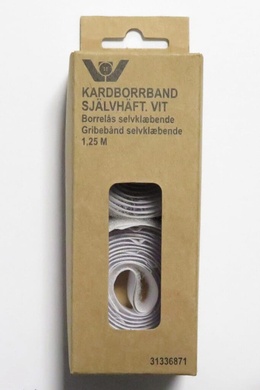 KARDBORRBAND
SJÄLVHÄFT. VIT
Borrelås selvklæbende
Gribebånd selvklæbende
1,25 M
31336871